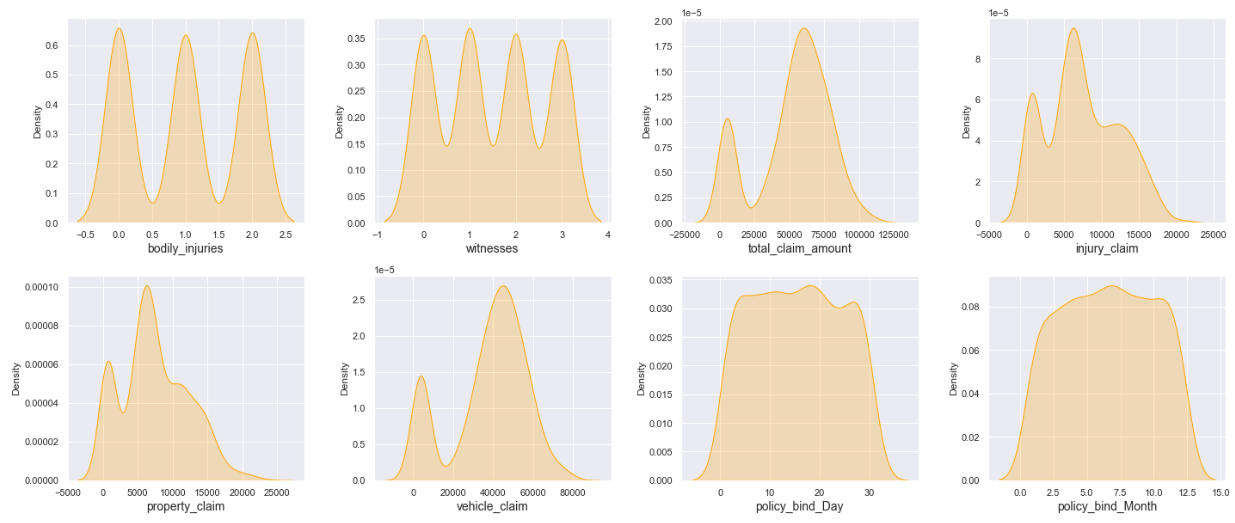 0.6
0.5
0.4
0.3
0.2
0.1
0.0
Density
−0.5 0.0 0.5 1.0 1.5 2.0 2.5
bodily_injuries
0.35
0.30
0.25
0.20
0.15
0.10
0.05
0.00
Density
−1 0 1 2 3 4
witnesses
1e−5
2.00
1.75
1.50
1.25
1.00
0.75
0.50
0.25
0.00
Density
−25000 0 25000 50000 75000 100000 125000
total_claim_amount
1e−5
8
6
4
2
0
Density
−5000 0 5000 10000 15000 20000 25000
injury_claim
0.00010
0.00008
0.00006
0.00004
0.00002
0.00000
Density
−5000 0 5000 10000 15000 20000 25000
property_claim
1e−5
2.5
2.0
1.5
1.0
0.5
0.0
Density
0 20000 40000 60000 80000
vehicle_claim
0.035
0.030
0.025
0.020
0.015
0.010
0.005
0.000
Density
0 10 20 30
policy_bind_Day
0.08
0.06
0.04
0.02
0.00
Density
0.0 2.5 5.0 7.5 10.0 12.5 15.0
policy_bind_Month